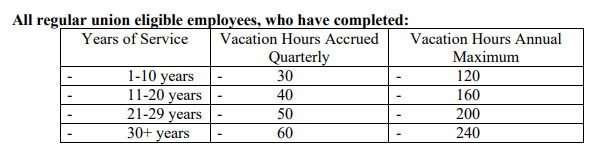 All regular union eligible employees, who have completed:
Years of Service Vacation Hours Accrued Quarterly Vacation Hours Annual Maximum
- 1-10 years - 30 - 120
- 11-20 years - 40 - 160
- 21-29 years - 50 - 200
- 30+ years - 60 - 240